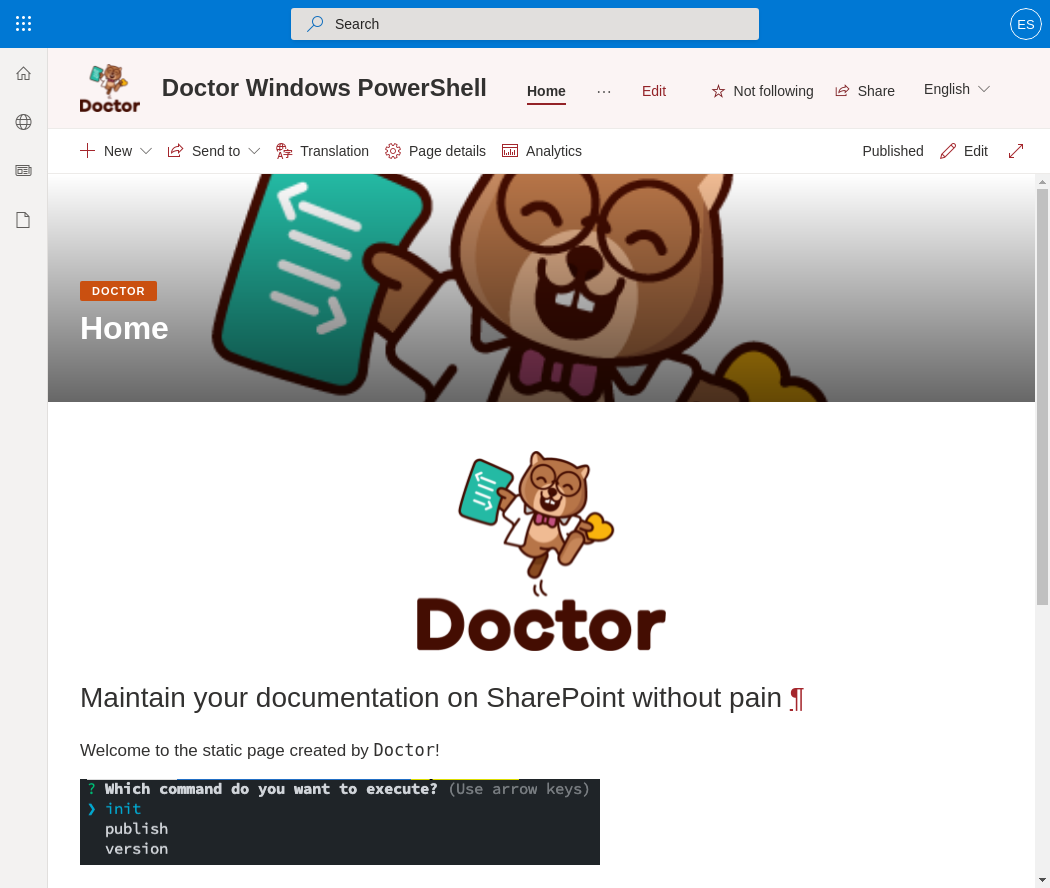 Search
ES
Doctor
Doctor Windows PowerShell
Home
···
Edit
Not following
Share
English
New
Send to
Translation
Page details
Analytics
Published
Edit
DOCTOR
Home
Doctor
Maintain your documentation on SharePoint without pain ¶
Welcome to the static page created by Doctor!
? Which command do you want to execute? (Use arrow keys)
❯ init
publish
version